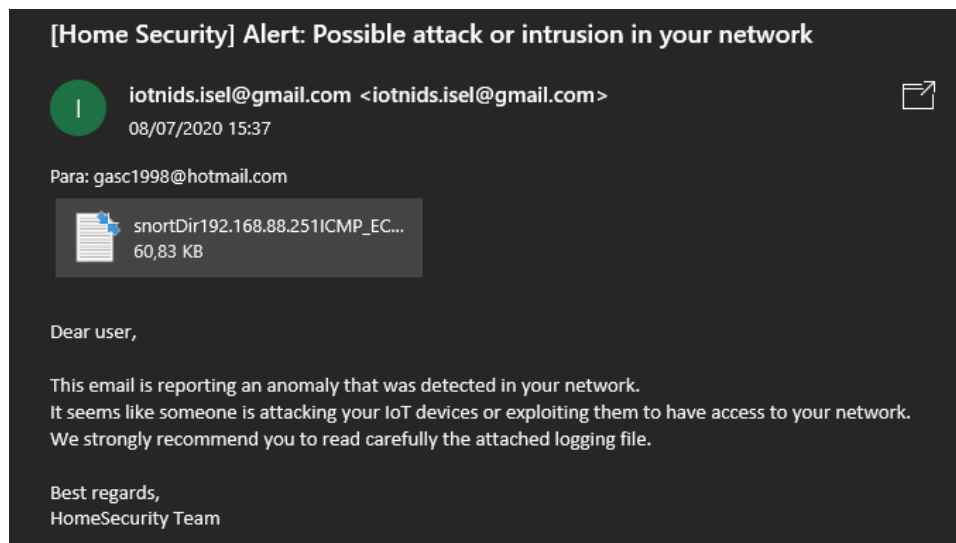 [Home Security] Alert: Possible attack or intrusion in your network
I
iotnids.isel@gmail.com <iotnids.isel@gmail.com>
08/07/2020 15:37
Para: gasc1998@hotmail.com
snortDir192.168.88.251ICMP_EC...
60,83 KB
Dear user,
This email is reporting an anomaly that was detected in your network.
It seems like someone is attacking your IoT devices or exploiting them to have access to your network.
We strongly recommend you to read carefully the attached logging file.
Best regards,
HomeSecurity Team